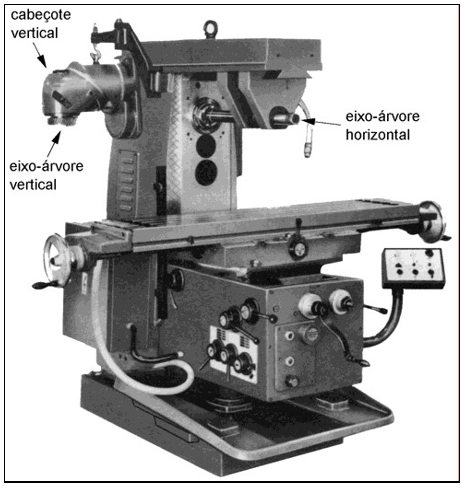 cabeçote
vertical
eixo-árvore
vertical
eixo-árvore
horizontal